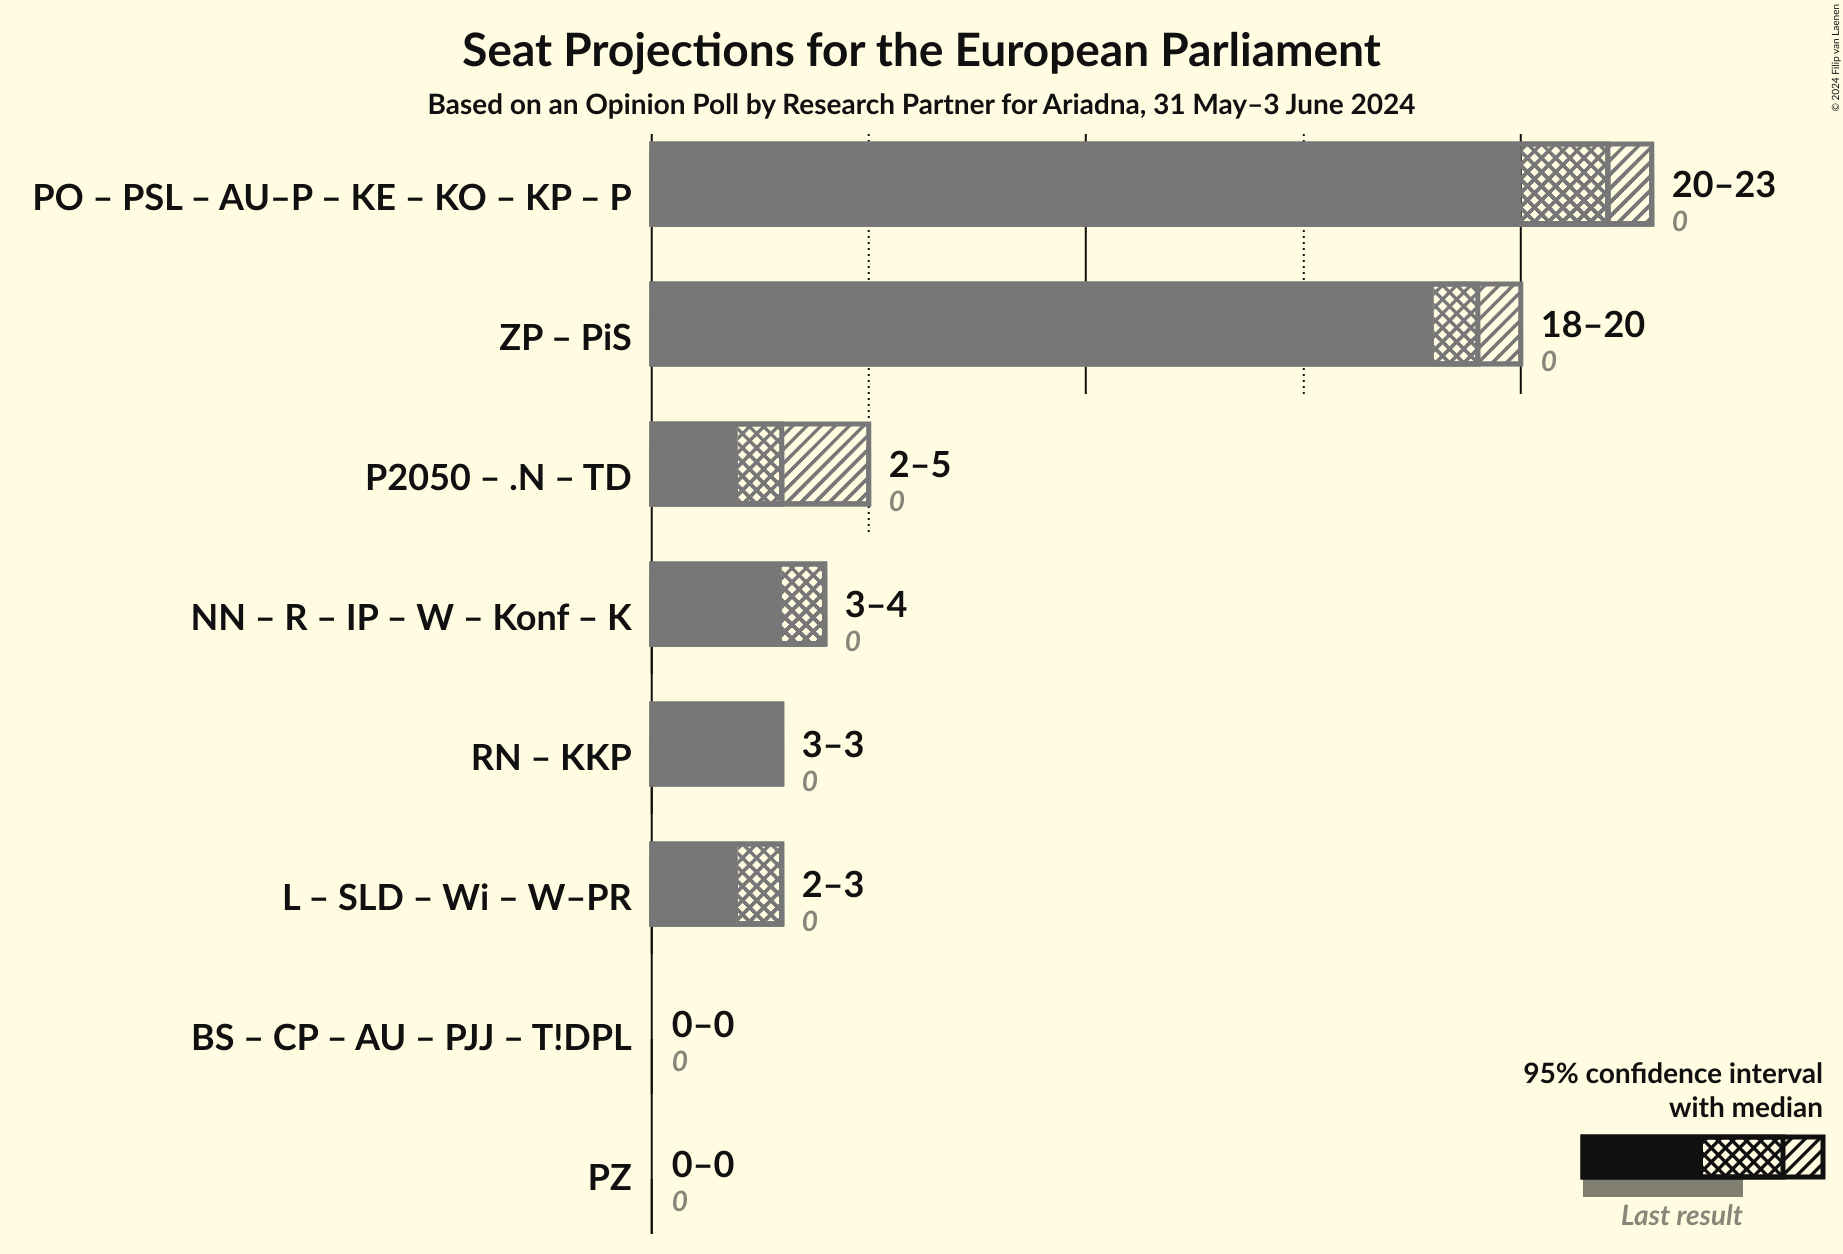 Seat Projections for the European Parliament
Based on an Opinion Poll by Research Partner for Ariadna, 31 May–3 June 2024
© 2024 Filip van Laenen
PO – PSL – AU–P – KE – KO – KP – P
20–23
0
ZP – PiS
18–20
0
P2050 – .N – TD
2–5
0
NN – R – IP – W – Konf – K
3–4
0
RN – KKP
3–3
0
L – SLD – Wi – W–PR
2–3
0
BS – CP – AU – PJJ – T!DPL
0–0
0
PZ
0–0
0
95% confidence interval
with median
Last result